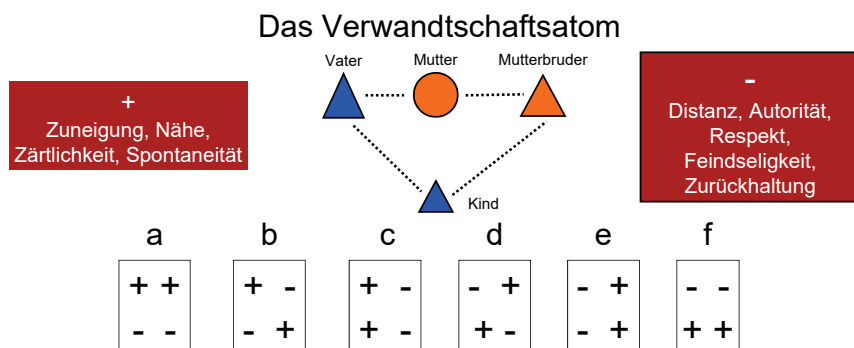 Das Verwandtschaftsatom
Vater Mutter Mutterbruder
+
Zuneigung, Nähe,
Zärtlichkeit, Spontaneität
-
Distanz, Autorität,
Respekt,
Feindseligkeit,
Zurückhaltung
Kind
a b c d e f
+ + + - + - - + - + - -
- - - + + - + - - + + +